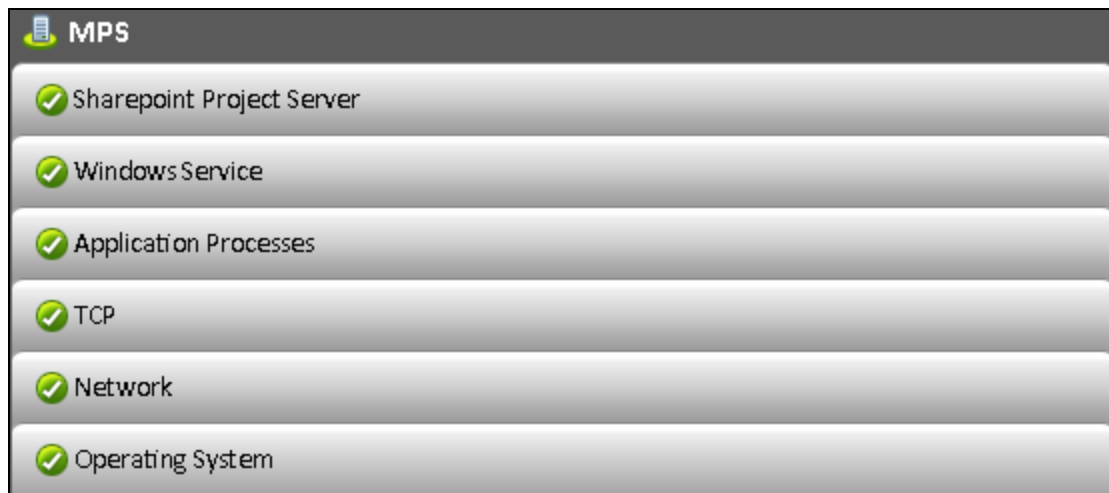 MPS
Sharepoint Project Server
Windows Service
Application Processes
TCP
Network
Operating System